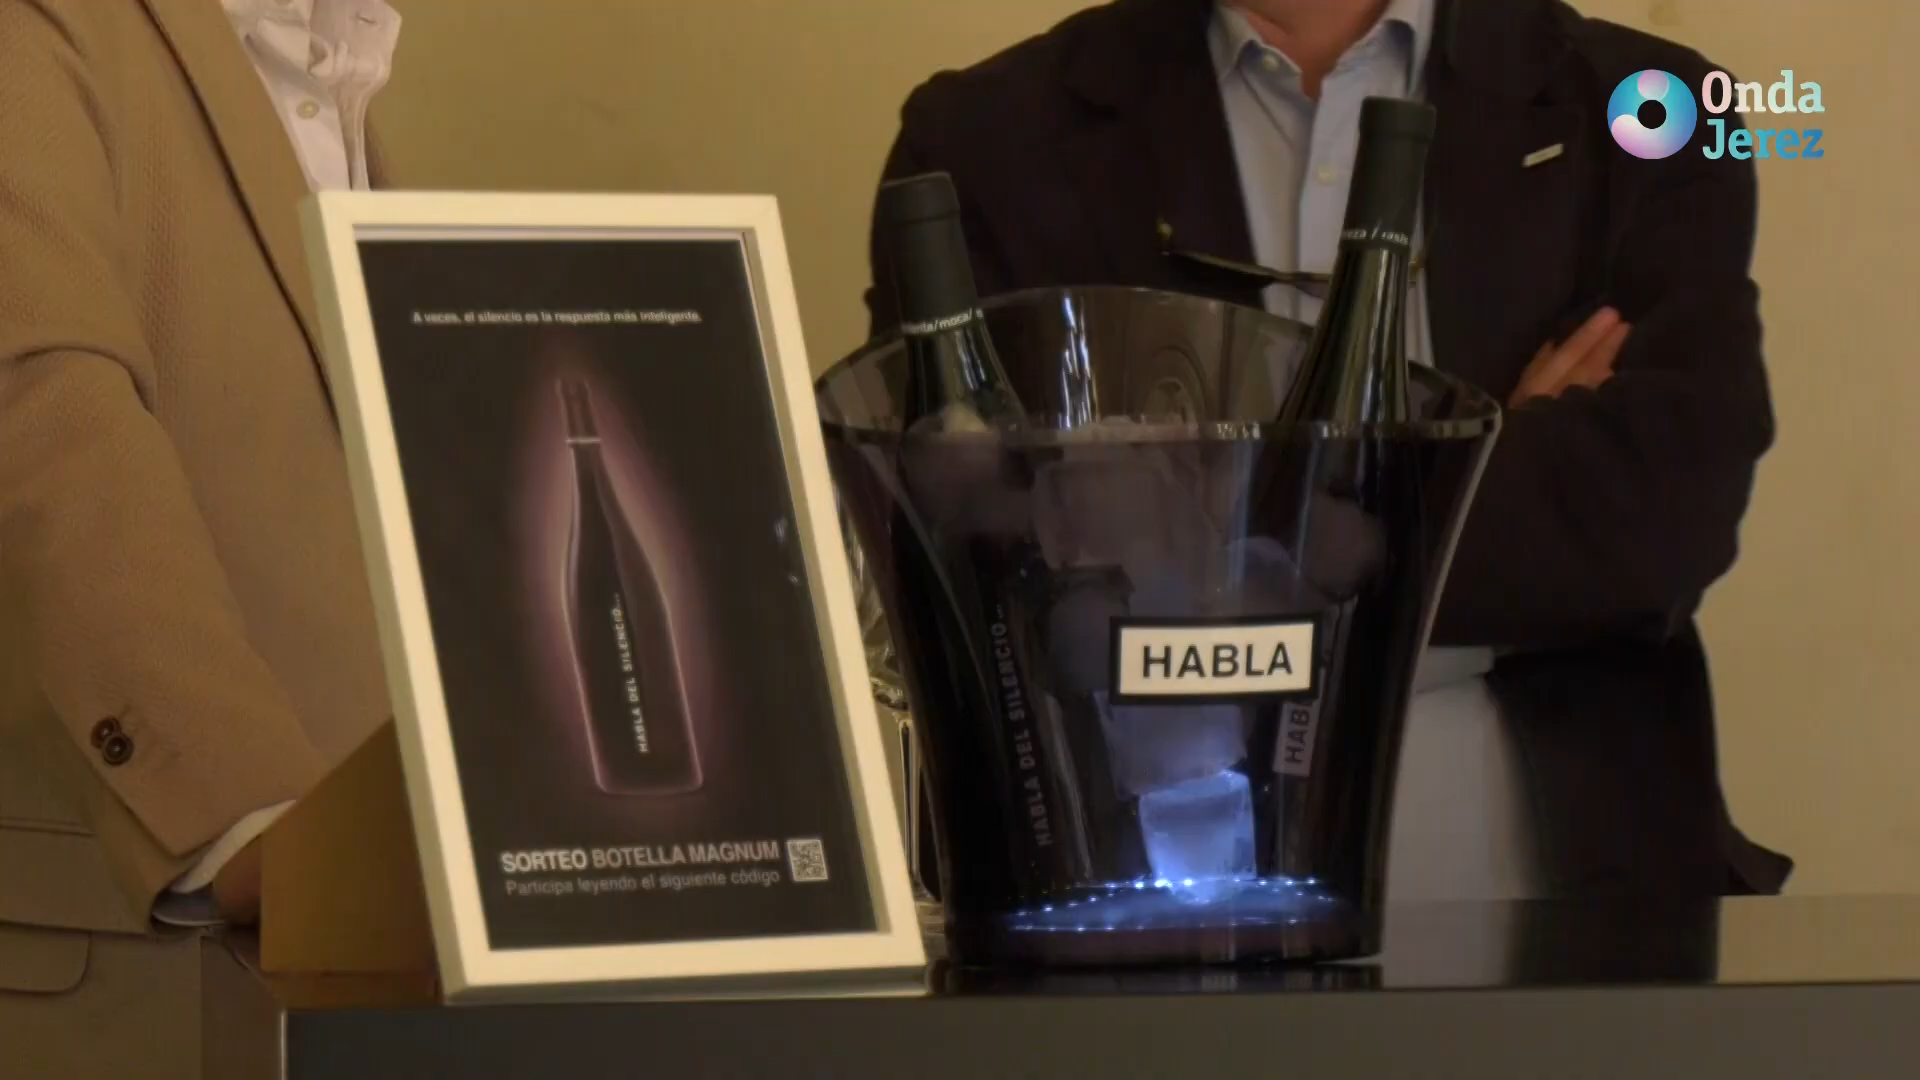 Onda
Jerez
A veces, el silencio es la respuesta más inteligente.
HABLA DEL SILENCIO...
SORTEO BOTELLA MAGNUM
Participa leyendo el siguiente código
/moca/
HABLA DEL SILENCIO...
HABLA